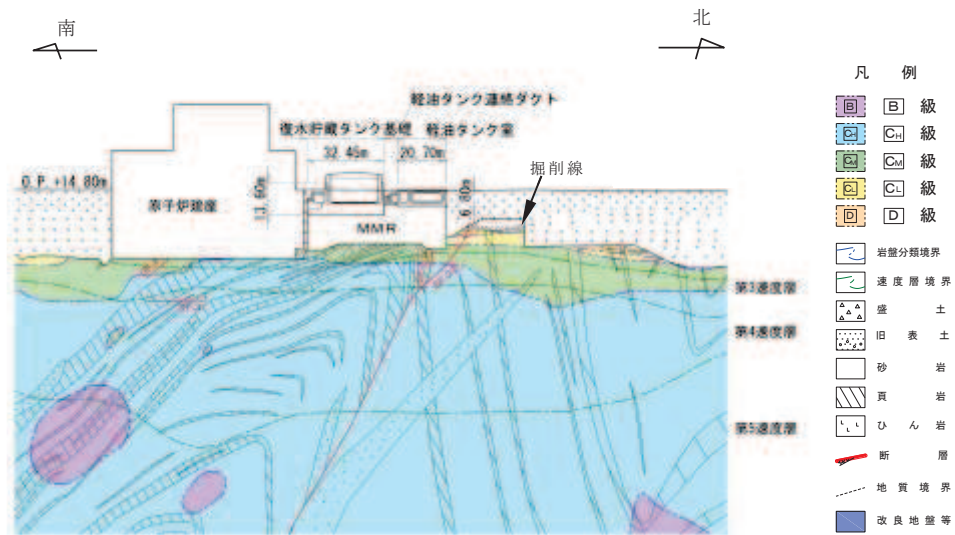 南
北
軽油タンク連絡ダクト
復水貯蔵タンク基礎 軽油タンク室
32.45m
20.70m
掘削線
O.P.+14.80m
原子炉建屋
13.60m
6.80m
MMR
第3速度層
第4速度層
第5速度層
凡 例
B B 級
CH CH 級
CM CM 級
CL CL 級
D D 級
岩盤分類境界
速度層境界
盛 土
旧 表 土
砂 岩
頁 岩
ひ ん 岩
断 層
地質境界
改良地盤等